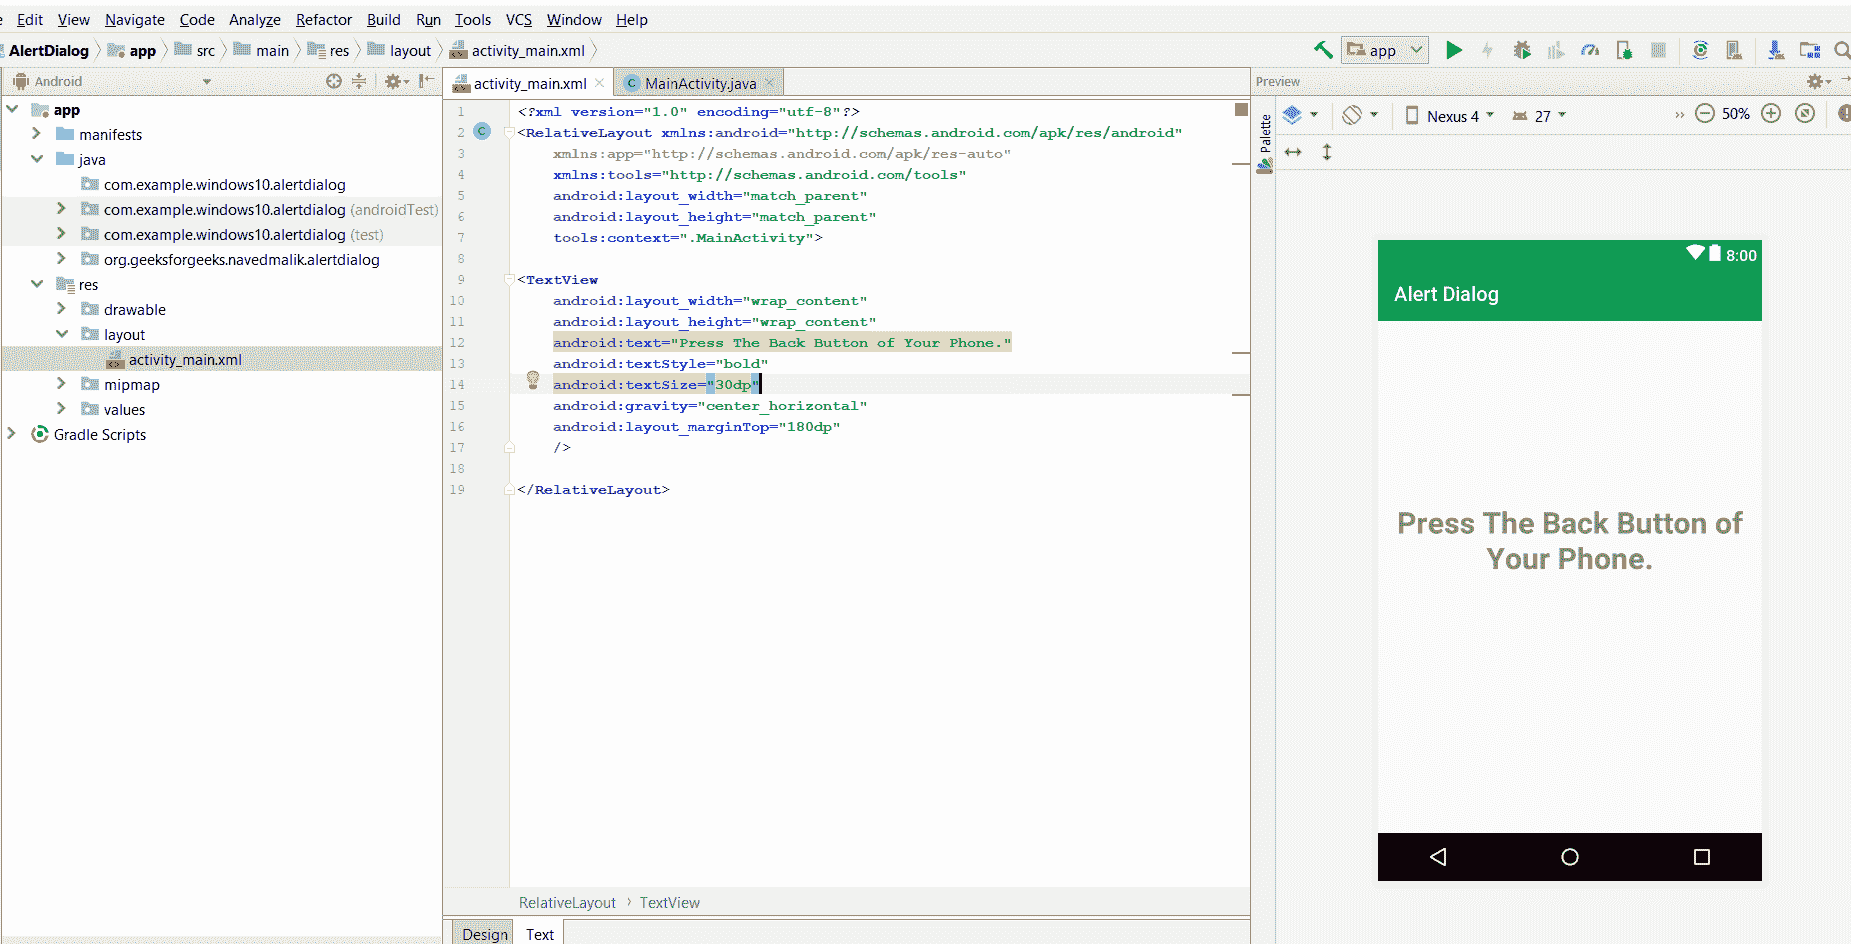 Edit View Navigate Code Analyze Refactor Build Run Tools VCS Window Help
AlertDialog app src main res layout activity_main.xml app
Android
activity_main.xml MainActivity.java
Preview
app
manifests
java
com.example.windows10.alertdialog
com.example.windows10.alertdialog (androidTest)
com.example.windows10.alertdialog (test)
org.geeksforgeeks.navedmalik.alertdialog
res
drawable
layout
activity_main.xml
mipmap
values
Gradle Scripts
1 <?xml version="1.0" encoding="utf-8"?>
2 <RelativeLayout xmlns:android="http://schemas.android.com/apk/res/android"
3 xmlns:app="http://schemas.android.com/apk/res-auto"
4 xmlns:tools="http://schemas.android.com/tools"
5 android:layout_width="match_parent"
6 android:layout_height="match_parent"
7 tools:context=".MainActivity">
8
9 <TextView
10 android:layout_width="wrap_content"
11 android:layout_height="wrap_content"
12 android:text="Press The Back Button of Your Phone."
13 android:textStyle="bold"
14 android:textSize="30dp"
15 android:gravity="center_horizontal"
16 android:layout_marginTop="180dp"
17 />
18
19 </RelativeLayout>
RelativeLayout › TextView
Design Text
Palette
Nexus 4 27 50%
8:00
Alert Dialog
Press The Back Button of
Your Phone.